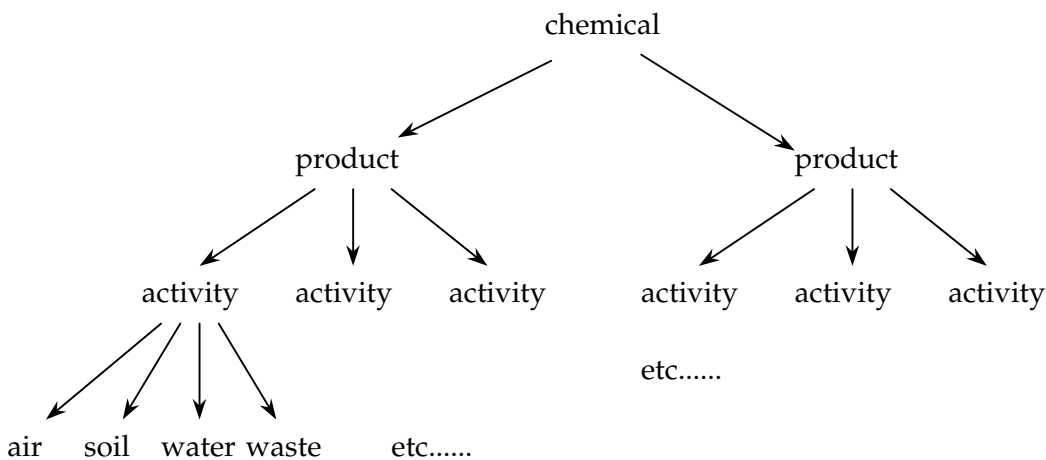 chemical
product product
activity activity activity activity activity activity
etc......
air soil water waste etc......